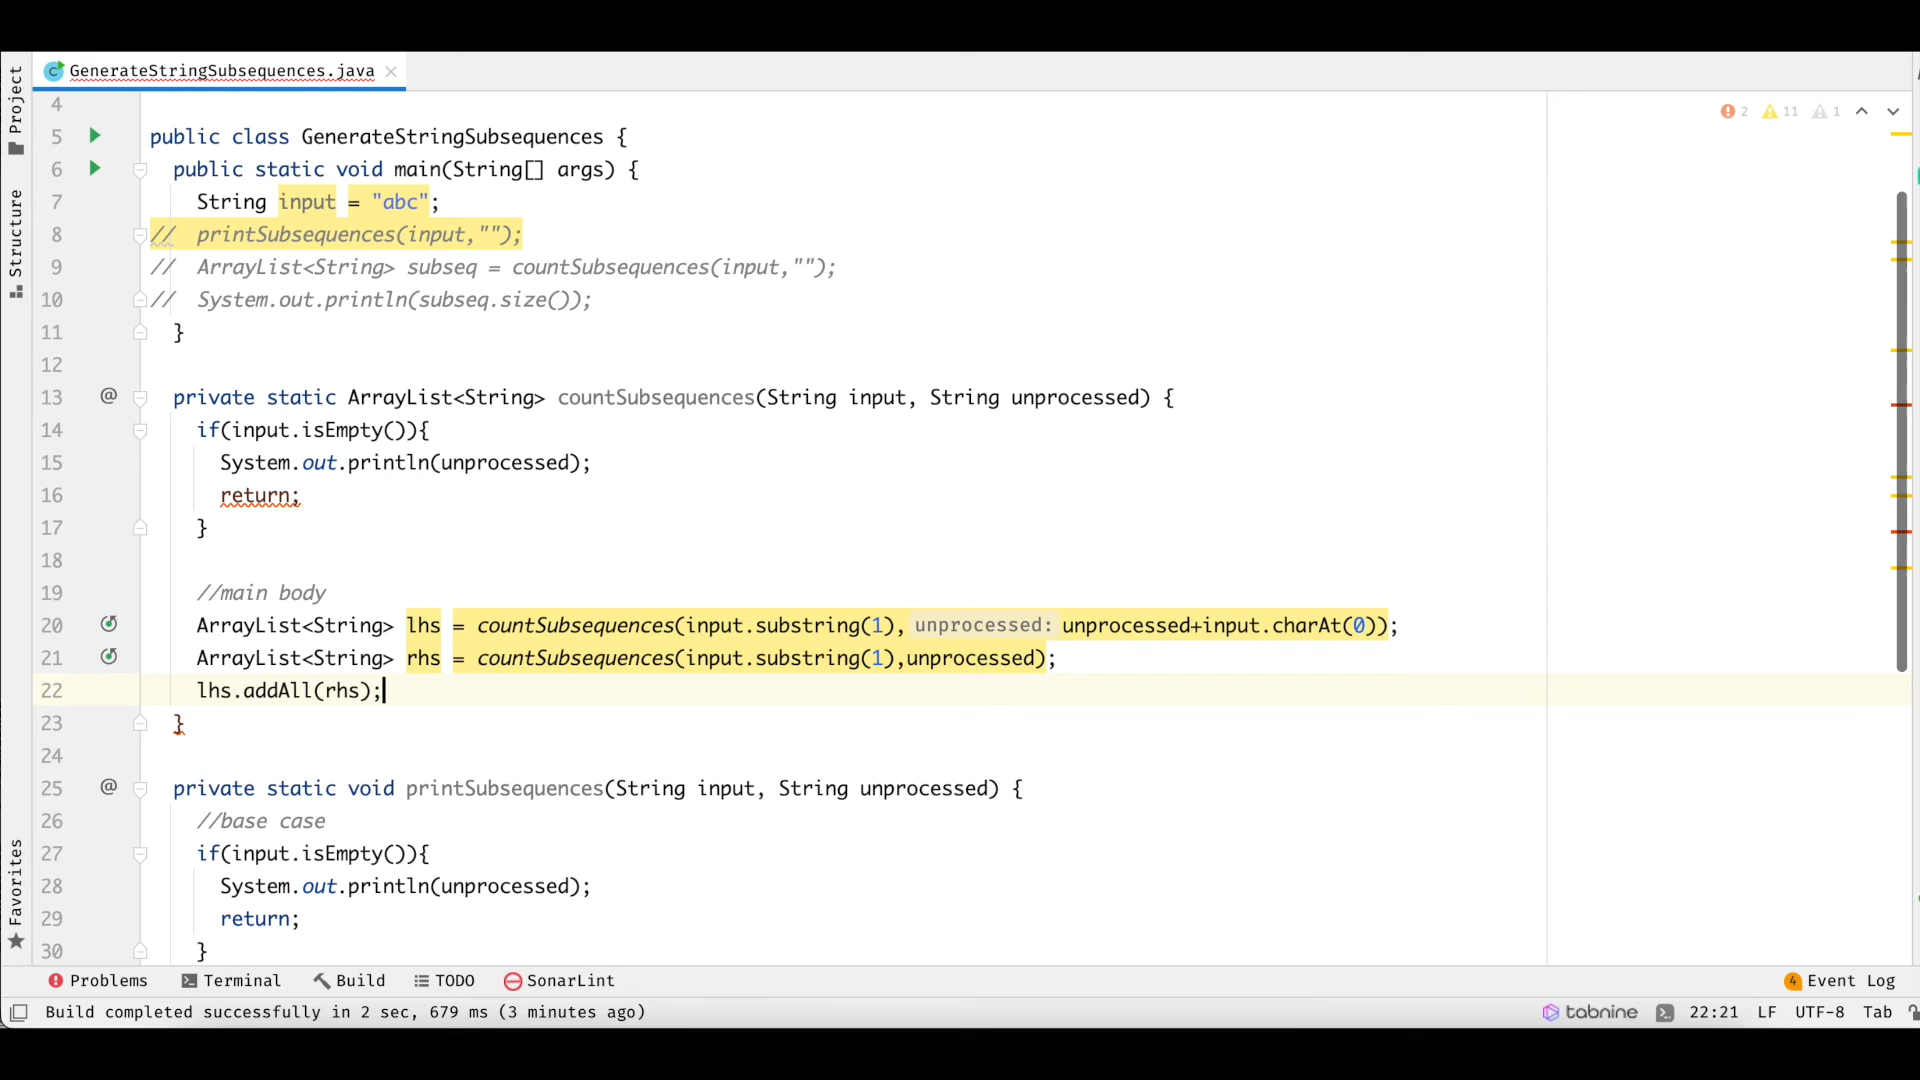 GenerateStringSubsequences.java
Project
Structure
Favorites
2 11 1
4
5 public class GenerateStringSubsequences {
6 public static void main(String[] args) {
7 String input = "abc";
8 // printSubsequences(input,"");
9 // ArrayList<String> subseq = countSubsequences(input,"");
10 // System.out.println(subseq.size());
11 }
12
13 @ private static ArrayList<String> countSubsequences(String input, String unprocessed) {
14 if(input.isEmpty()){
15 System.out.println(unprocessed);
16 return;
17 }
18
19 //main body
20 ArrayList<String> lhs = countSubsequences(input.substring(1), unprocessed: unprocessed+input.charAt(0));
21 ArrayList<String> rhs = countSubsequences(input.substring(1),unprocessed);
22 lhs.addAll(rhs);
23 }
24
25 @ private static void printSubsequences(String input, String unprocessed) {
26 //base case
27 if(input.isEmpty()){
28 System.out.println(unprocessed);
29 return;
30 }
Problems Terminal Build TODO SonarLint 4 Event Log
Build completed successfully in 2 sec, 679 ms (3 minutes ago) tabnine 22:21 LF UTF-8 Tab